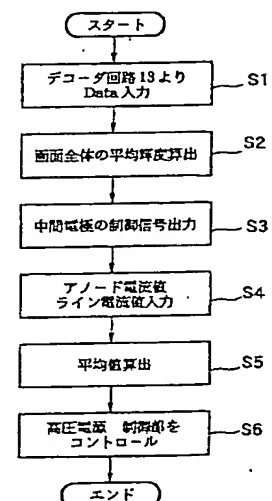 スタート
デコーダ回路13より
Data入力
S1
画面全体の平均輝度算出
S2
中間電極の制御信号出力
S3
アノード電流値
ライン電流値入力
S4
平均値算出
S5
高圧電源 制御部を
コントロール
S6
エンド